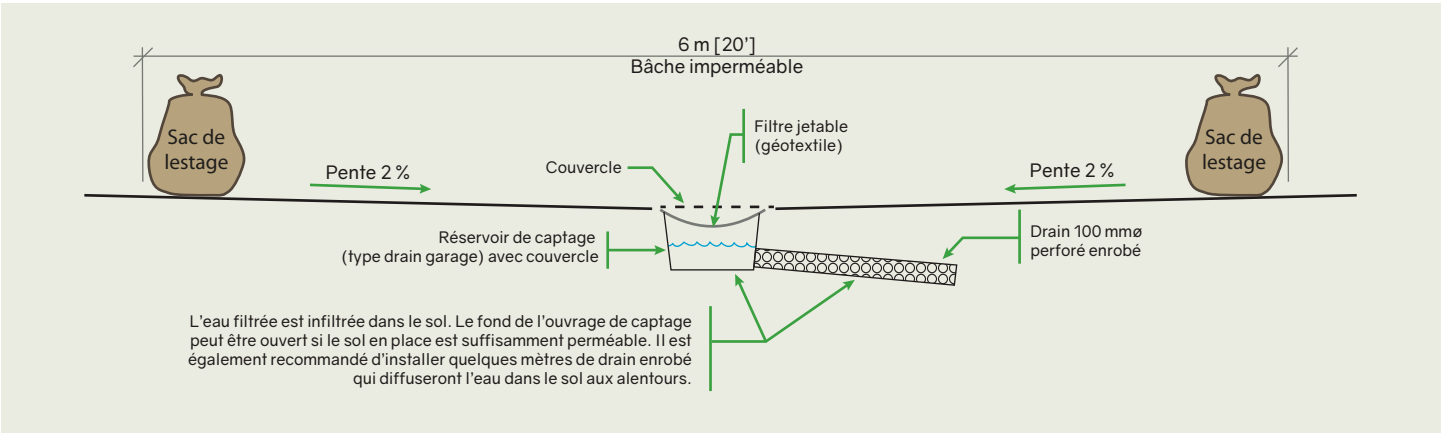 6 m [20']
Bâche imperméable
Sac de
lestage
Sac de
lestage
Filtre jetable
(géotextile)
Couvercle
Pente 2 %
Pente 2 %
Réservoir de captage
(type drain garage) avec couvercle
Drain 100 mmø
perforé enrobé
L’eau filtrée est infiltrée dans le sol. Le fond de l’ouvrage de captage
peut être ouvert si le sol en place est suffisamment perméable. Il est
également recommandé d’installer quelques mètres de drain enrobé
qui diffuseront l’eau dans le sol aux alentours.